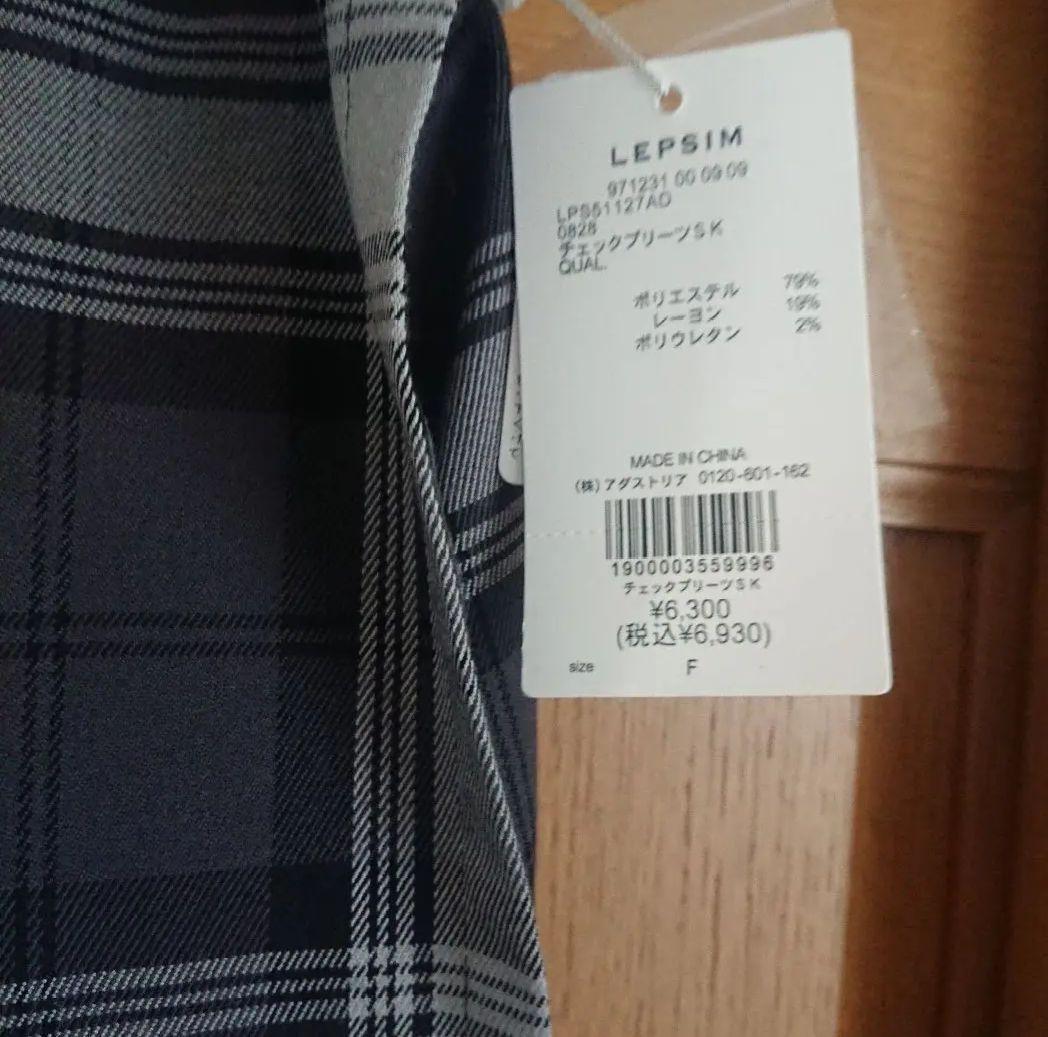 LEPSIM
971231 00 09 09
LPS51127AD
0828
チェックプリーツSK
QUAL.
ポリエステル 79%
レーヨン 19%
ポリウレタン 2%
MADE IN CHINA
(株)アダストリア 0120-601-162
1900003559996
チェックプリーツSK
¥6,300
(税込¥6,930)
size F